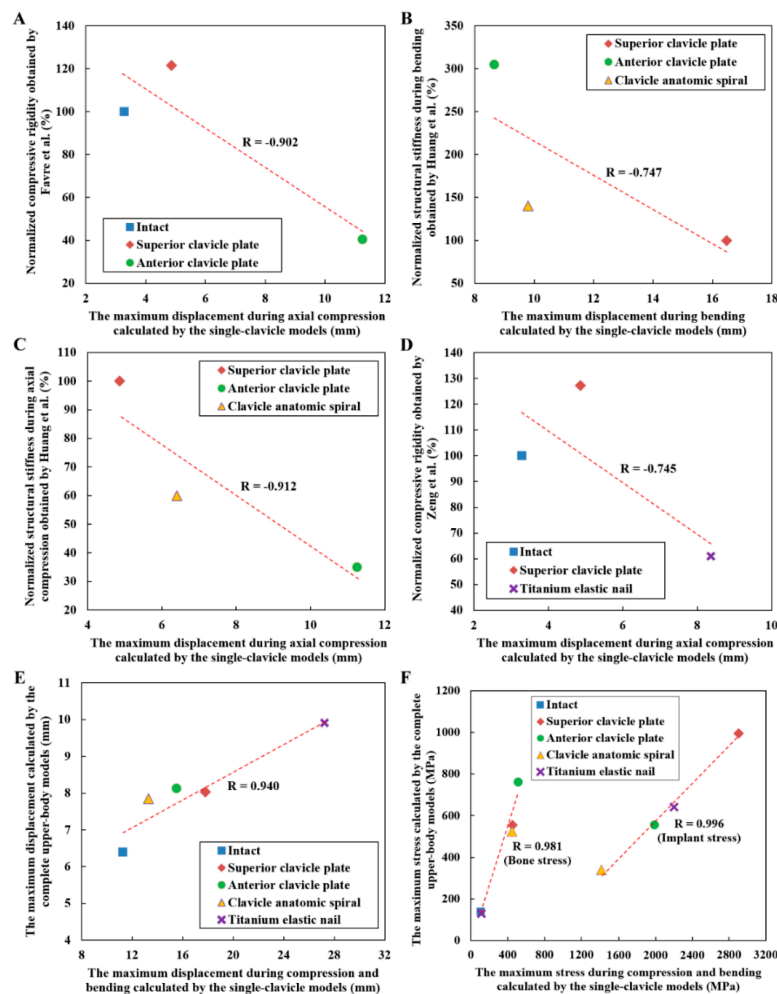 A
Normalized compressive rigidity obtained by
Favre et al. (%)
140
120
100
80
60
40
20
R = -0.902
Intact
Superior clavicle plate
Anterior clavicle plate
2 4 6 8 10 12
The maximum displacement during axial compression
calculated by the single-clavicle models (mm)
B
Normalized structural stiffness during bending
obtained by Huang et al. (%)
350
300
250
200
150
100
50
Superior clavicle plate
Anterior clavicle plate
Clavicle anatomic spiral
R = -0.747
8 10 12 14 16 18
The maximum displacement during bending
calculated by the single-clavicle models (mm)
C
Normalized structural stiffness during axial
compression obtained by Huang et al. (%)
110
100
90
80
70
60
50
40
30
20
Superior clavicle plate
Anterior clavicle plate
Clavicle anatomic spiral
R = -0.912
4 6 8 10 12
The maximum displacement during axial compression
calculated by the single-clavicle models (mm)
D
Normalized compressive rigidity obtained by
Zeng et al. (%)
140
130
120
110
100
90
80
70
60
50
40
R = -0.745
Intact
Superior clavicle plate
Titanium elastic nail
2 4 6 8 10
The maximum displacement during axial compression
calculated by the single-clavicle models (mm)
E
The maximum displacement calculated by the
complete upper-body models (mm)
11
10
9
8
7
6
5
4
R = 0.940
Intact
Superior clavicle plate
Anterior clavicle plate
Clavicle anatomic spiral
Titanium elastic nail
8 12 16 20 24 28 32
The maximum displacement during compression and
bending calculated by the single-clavicle models (mm)
F
The maximum stress calculated by the complete
upper-body models (MPa)
1200
1000
800
600
400
200
0
Intact
Superior clavicle plate
Anterior clavicle plate
Clavicle anatomic spiral
Titanium elastic nail
R = 0.981
(Bone stress)
R = 0.996
(Implant stress)
0 400 800 1200 1600 2000 2400 2800 3200
The maximum stress during compression and bending
calculated by the single-clavicle models (MPa)